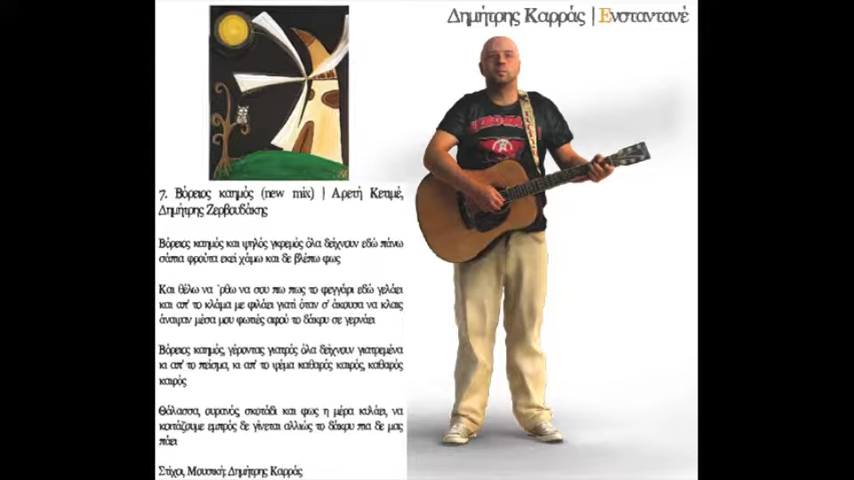 Δημήτρης Καρράς | Ενσταντανέ
7. Βόρειος καημός (new mix) | Αρετή Κετιμέ,
Δημήτρης Ζερβουδάκης
Βόρειος καημός και ψηλός γκρεμός όλα δείχνουν εδώ πάνω
σάπια φρούτα εκεί χάμω και δε βλέπω φως
Και θέλω να 'ρθω να σου πω πως το φεγγάρι εδώ γελάει
και απ' το κλάμα με φιλάει γιατί όταν σ' άκουσα να κλαις
άναψαν μέσα μου φωτιές αφού το δάκρυ σε γερνάει
Βόρειος καημός, γέροντας γιατρός όλα δείχνουν γιατρεμένα
κι απ' το πείσμα, κι απ' το ψέμα καθαρός καιρός, καθαρός
καιρός
Θάλασσα, ουρανός, σκοτάδι και φως η μέρα κυλάει, να
κοιτάζουμε εμπρός δε γίνεται αλλιώς το δάκρυ πια δε μας
πάει
Στίχοι, Μουσική: Δημήτρης Καρράς